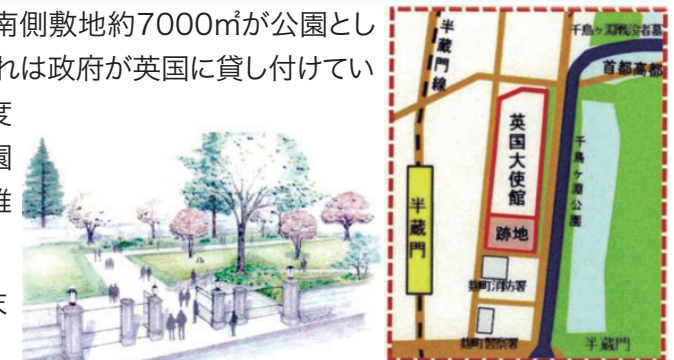 南側敷地約7000㎡が公園とし
れは政府が英国に貸し付けてい
度
園
推
末
半蔵門線
千鳥ヶ淵戦没者墓
首都高都
英国大使館
千鳥ヶ淵公園
半蔵門
跡地
麹町消防署
麹町警察署
半蔵門